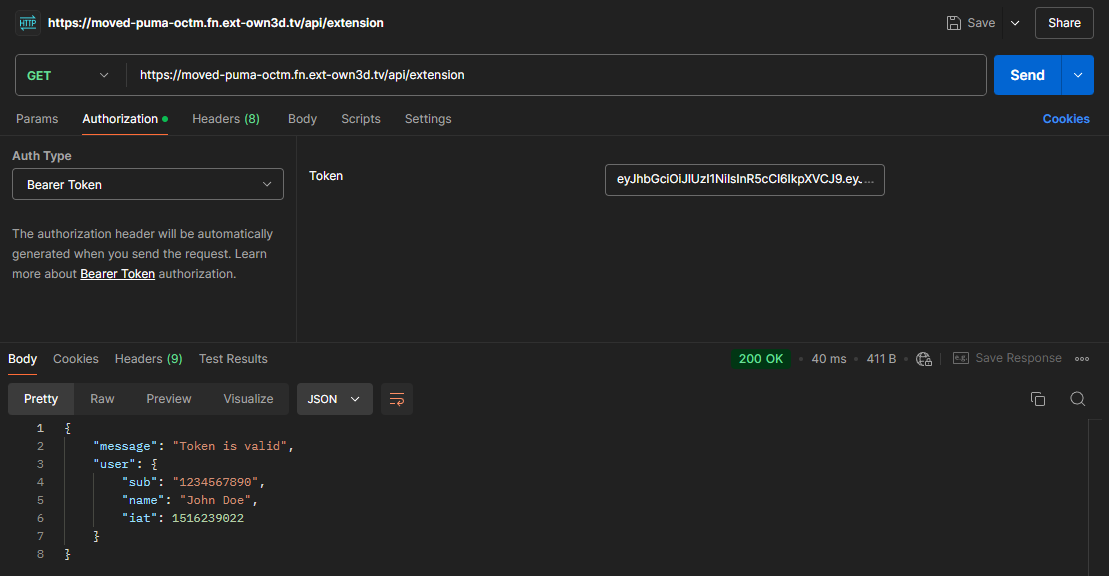 HTTP https://moved-puma-octm.fn.ext-own3d.tv/api/extension Save Share
GET https://moved-puma-octm.fn.ext-own3d.tv/api/extension Send
Params Authorization Headers (8) Body Scripts Settings Cookies
Auth Type
Bearer Token
Token eyJhbGciOiJIUzI1NiIsInR5cCI6IkpXVCJ9.eyJ...
The authorization header will be automatically
generated when you send the request. Learn
more about Bearer Token authorization.
Body Cookies Headers (9) Test Results 200 OK • 40 ms • 411 B • e.g. Save Response
Pretty Raw Preview Visualize JSON
1 {
2 "message": "Token is valid",
3 "user": {
4 "sub": "1234567890",
5 "name": "John Doe",
6 "iat": 1516239022
7 }
8 }